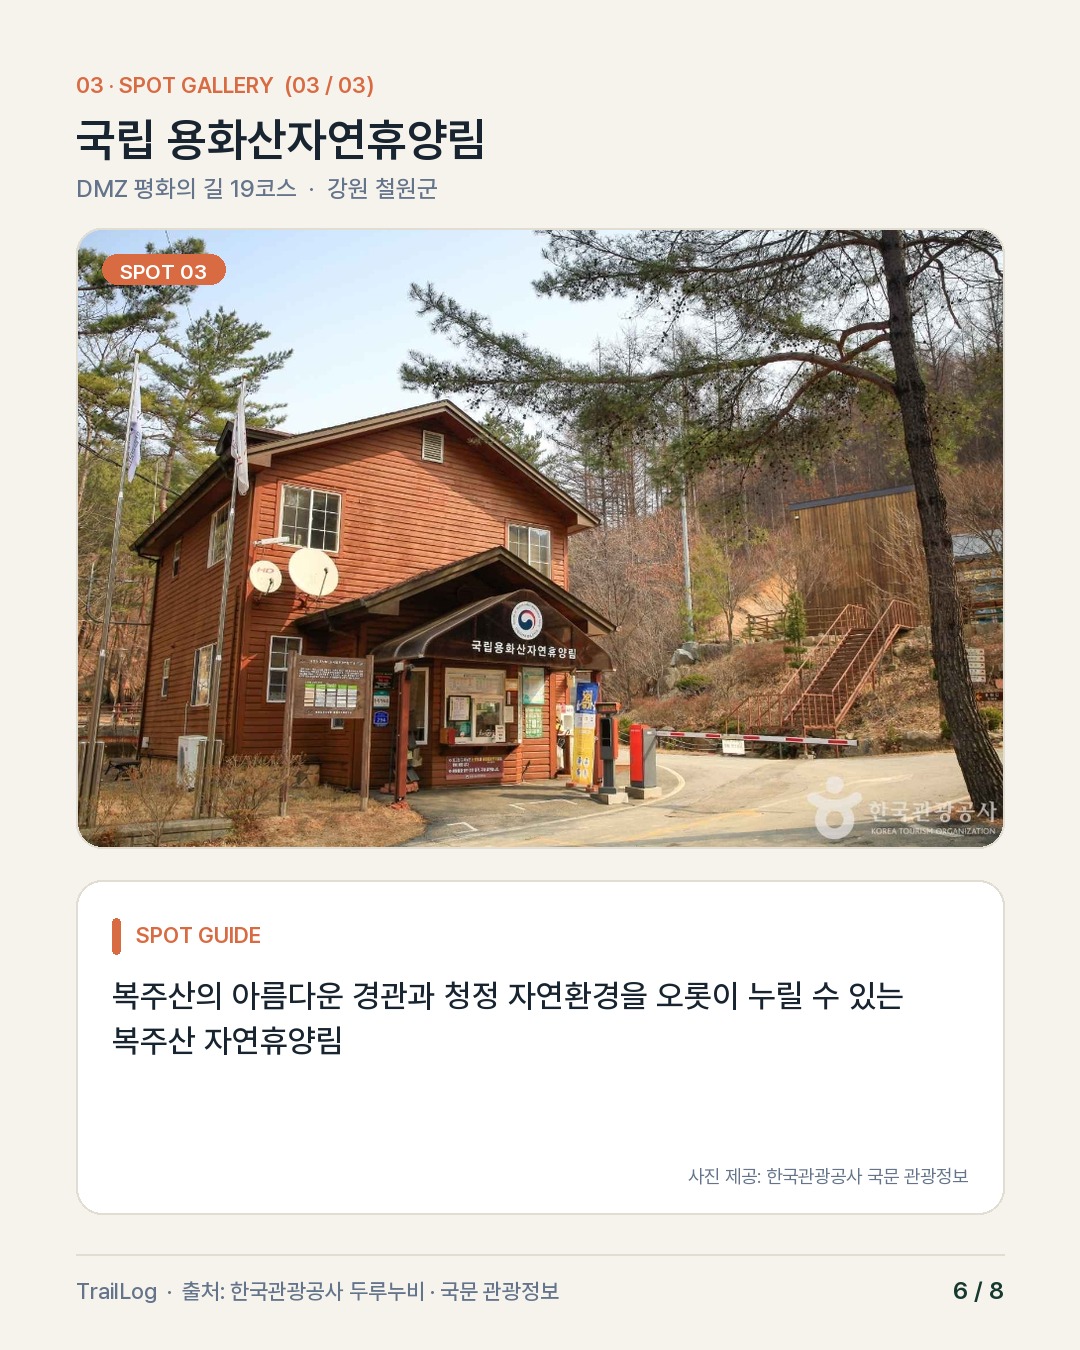 03 · SPOT GALLERY (03 / 03)
국립 용화산자연휴양림
DMZ 평화의 길 19코스 · 강원 철원군
SPOT 03
HD
국립용화산자연휴양림
한국관광공사
KOREA TOURISM ORGANIZATION
SPOT GUIDE
복주산의 아름다운 경관과 청정 자연환경을 오롯이 누릴 수 있는
복주산 자연휴양림
사진 제공: 한국관광공사 국문 관광정보
TrailLog · 출처: 한국관광공사 두루누비 · 국문 관광정보
6 / 8